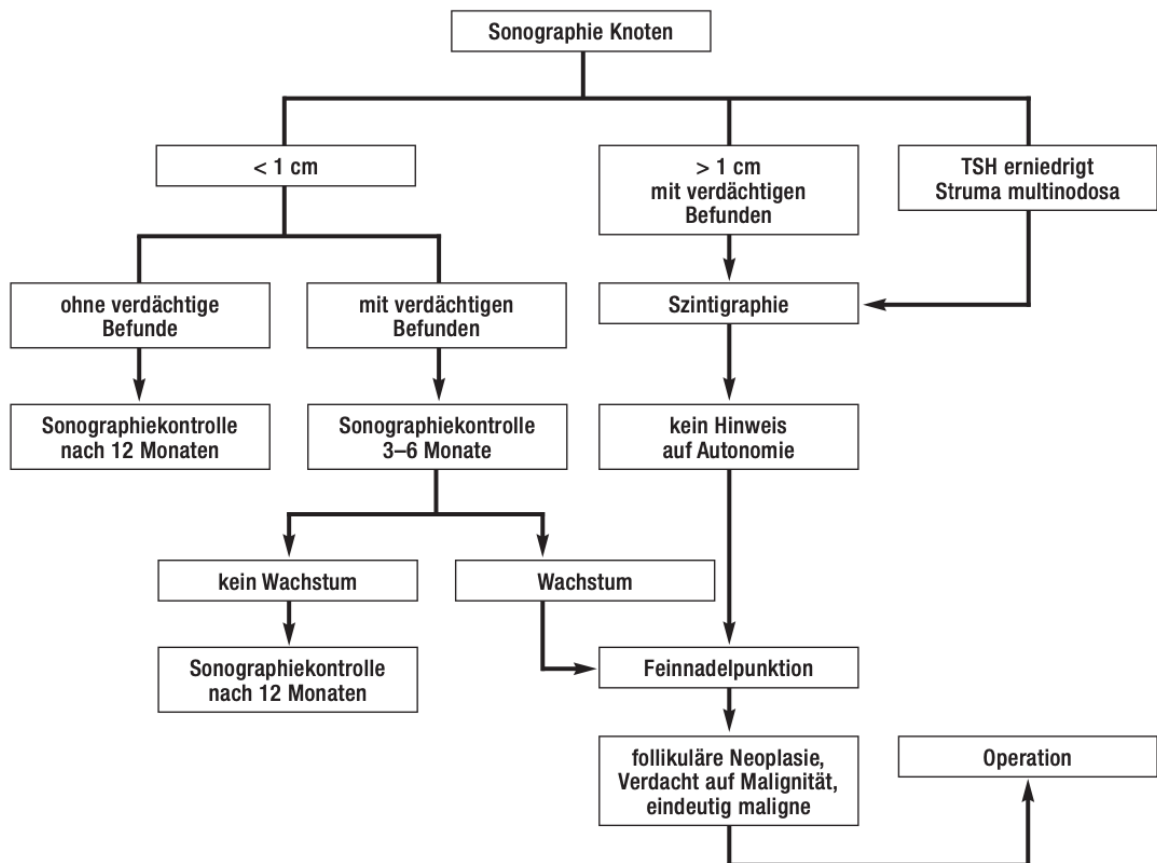 Sonographie Knoten
< 1 cm
> 1 cm
mit verdächtigen
Befunden
TSH erniedrigt
Struma multinodosa
ohne verdächtige
Befunde
mit verdächtigen
Befunden
Szintigraphie
Sonographiekontrolle
nach 12 Monaten
Sonographiekontrolle
3–6 Monate
kein Hinweis
auf Autonomie
kein Wachstum
Wachstum
Sonographiekontrolle
nach 12 Monaten
Feinnadelpunktion
follikuläre Neoplasie,
Verdacht auf Malignität,
eindeutig maligne
Operation